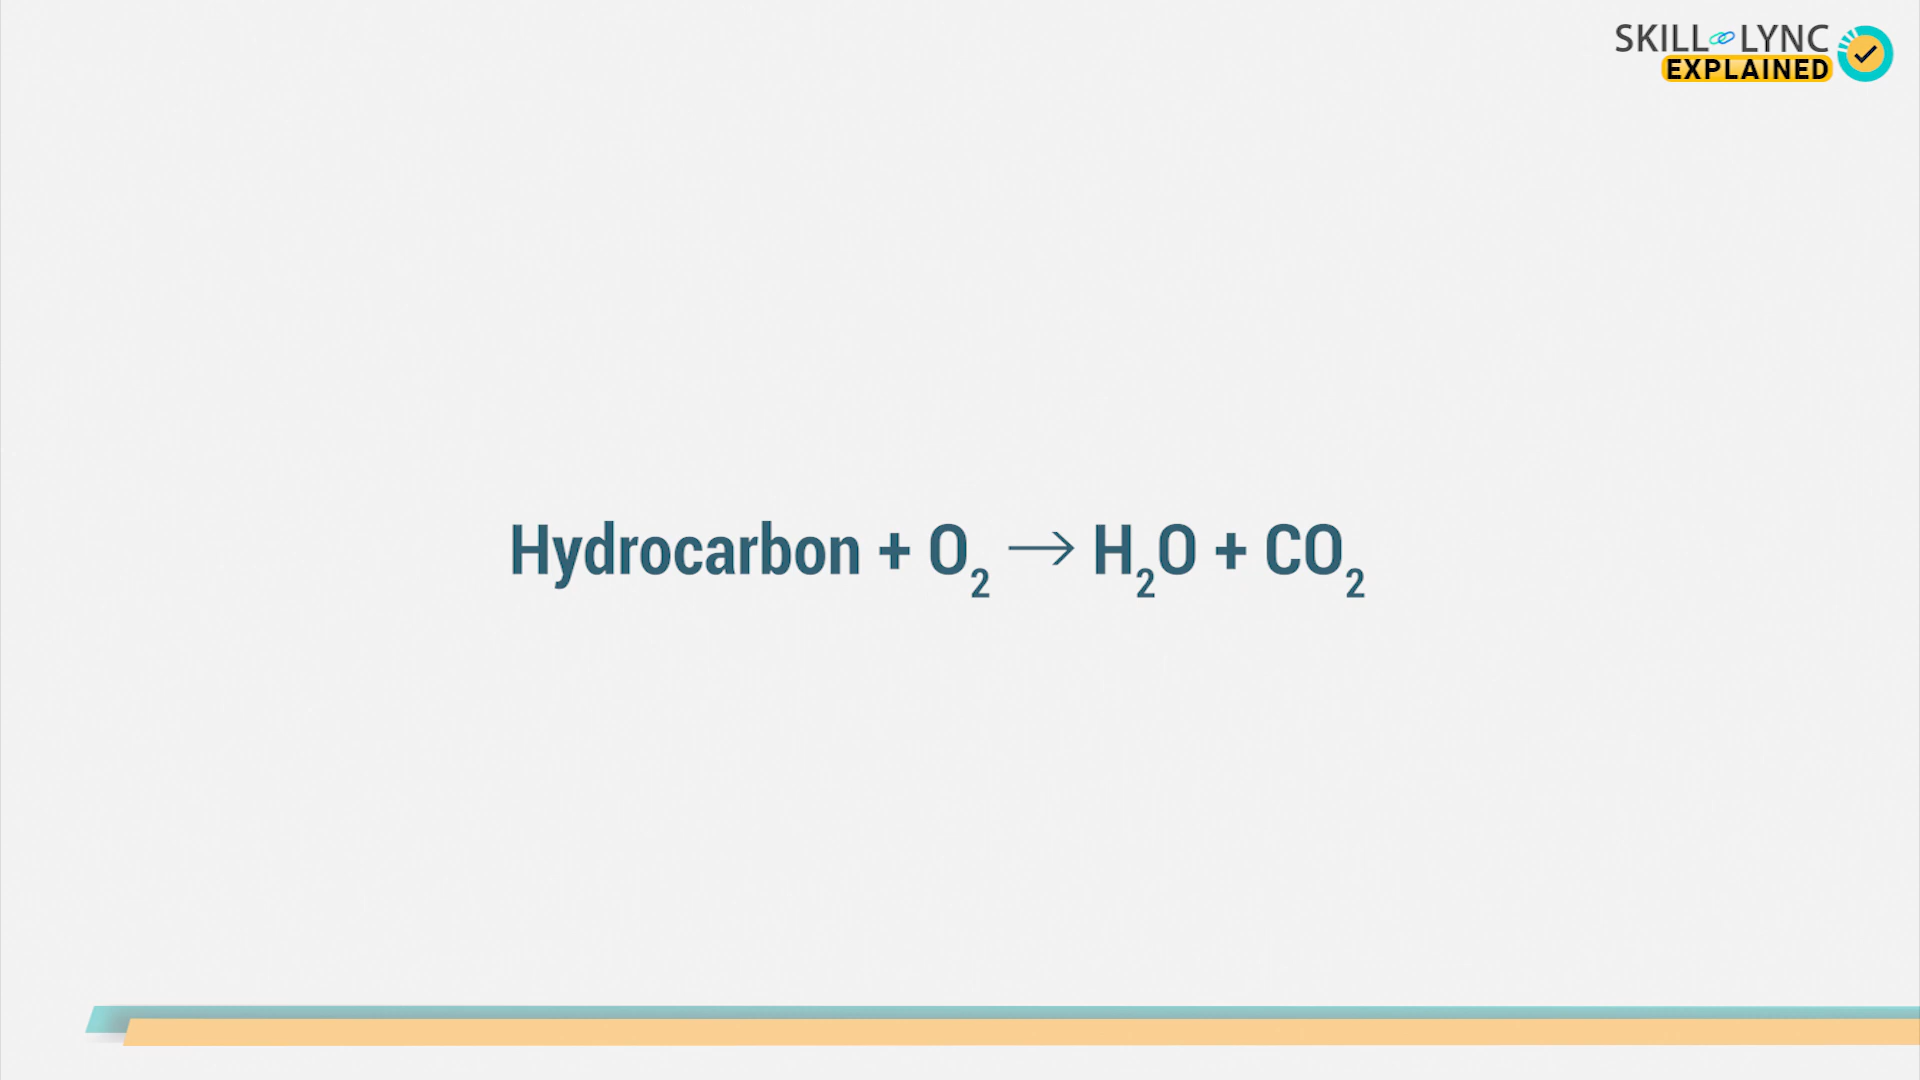 SKILL LYNC
EXPLAINED
Hydrocarbon + O₂ → H₂O + CO₂